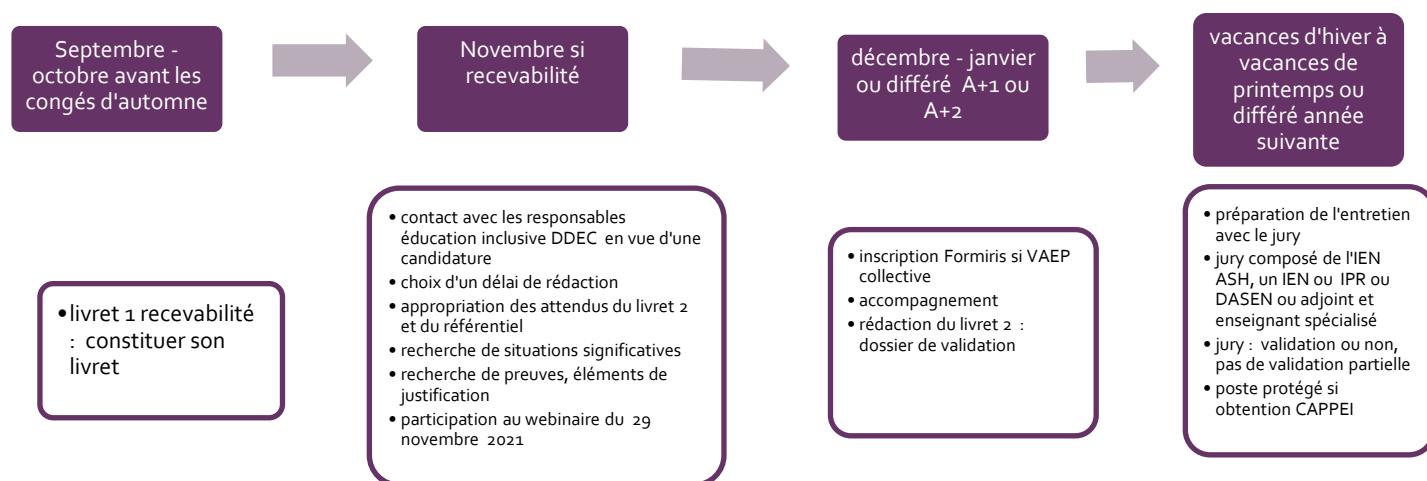 Septembre -
octobre avant les
congés d'automne
Novembre si
recevabilité
décembre - janvier
ou différé A+1 ou
A+2
vacances d'hiver à
vacances de
printemps ou
différé année
suivante
•livret 1 recevabilité
: constituer son
livret
• contact avec les responsables
éducation inclusive DDEC en vue d'une
candidature
• choix d'un délai de rédaction
• appropriation des attendus du livret 2
et du référentiel
• recherche de situations significatives
• recherche de preuves, éléments de
justification
• participation au webinaire du 29
novembre 2021
• inscription Formiris si VAEP
collective
• accompagnement
• rédaction du livret 2 :
dossier de validation
• préparation de l'entretien
avec le jury
• jury composé de l'IEN
ASH, un IEN ou IPR ou
DASEN ou adjoint et
enseignant spécialisé
• jury : validation ou non,
pas de validation partielle
• poste protégé si
obtention CAPPEI